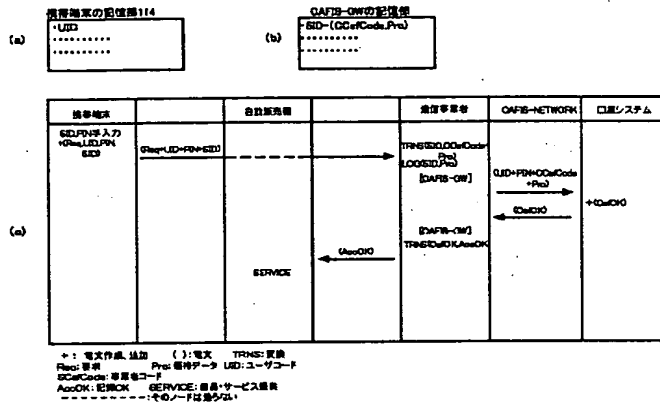 携帯端末の記憶部114
・UID
(a)
CAFIS-GWの記憶部
・SID-(CCafCode,Pro)
(b)
携帯端末
自動販売機
通信事業者
CAFIS-NETWORK
口座システム
SID,PIN手入力
+(Req,UID,PIN,
SID)
(Req+UID+PIN+SID)
TRNS(SID,CCafCode+
Pro)
LOG(SID,Pro)
[CAFIS-GW]
(UID+PIN+CCafCode
+Pro)
+(CafOK)
(CafOK)
[CAFIS-GW]
TRNS(CafOK,AccOK)
(AccOK)
SERVICE
(c)
+: 電文作成、追加 ( ):電文 TRNS:変換
Req:要求 Pro:価格データ UID:ユーザコード
SCafCode:事業者コード
AccOK:記憶OK SERVICE:商品・サービス提供
----------:そのノードは通らない